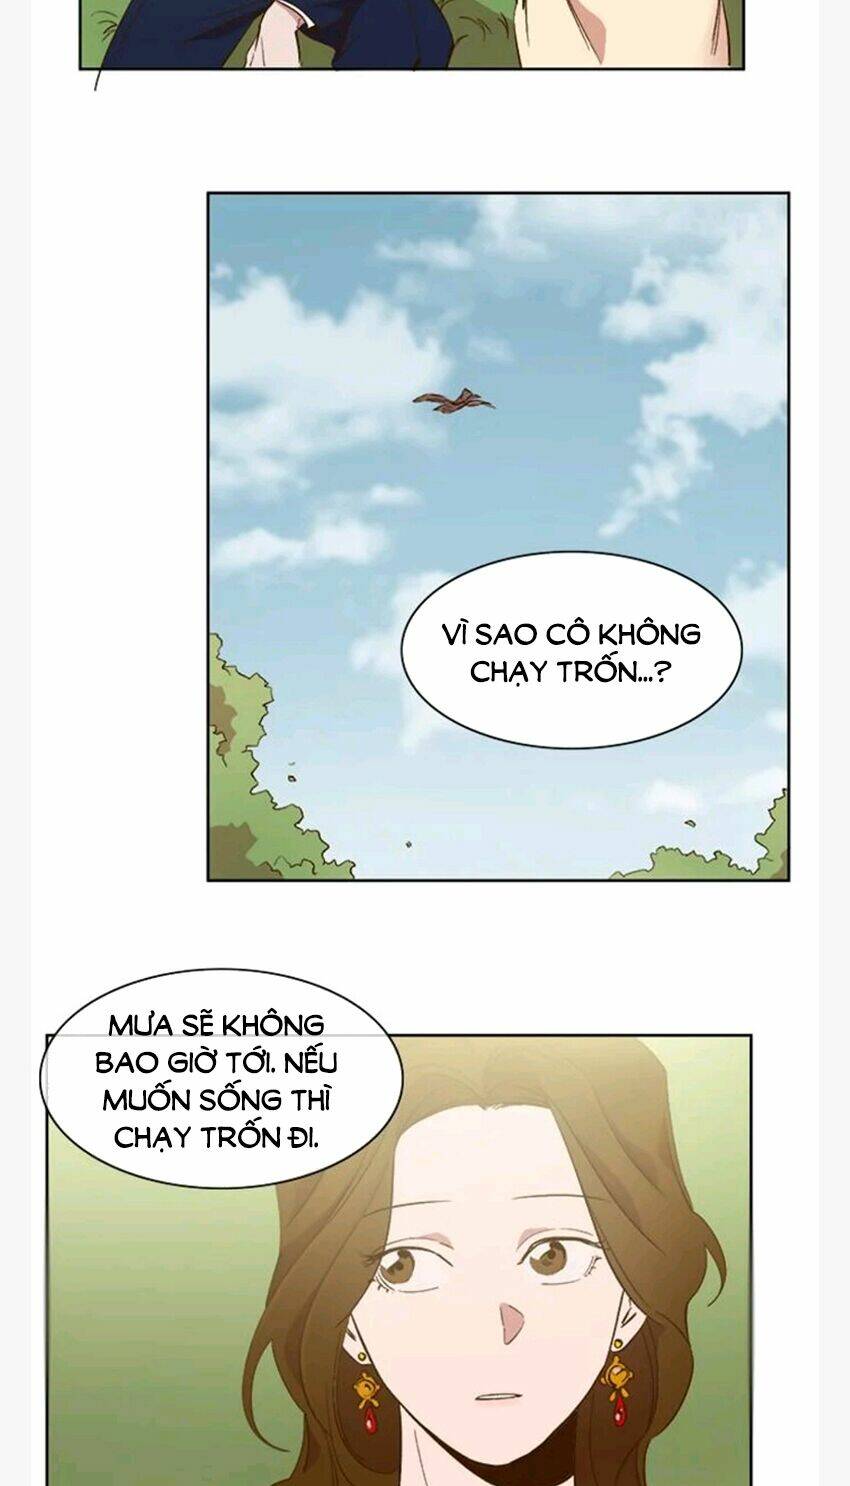 VÌ SAO CÔ KHÔNG
CHẠY TRỐN...?
MƯA SẼ KHÔNG
BAO GIỜ TỚI. NẾU
MUỐN SỐNG THÌ
CHẠY TRỐN ĐI.